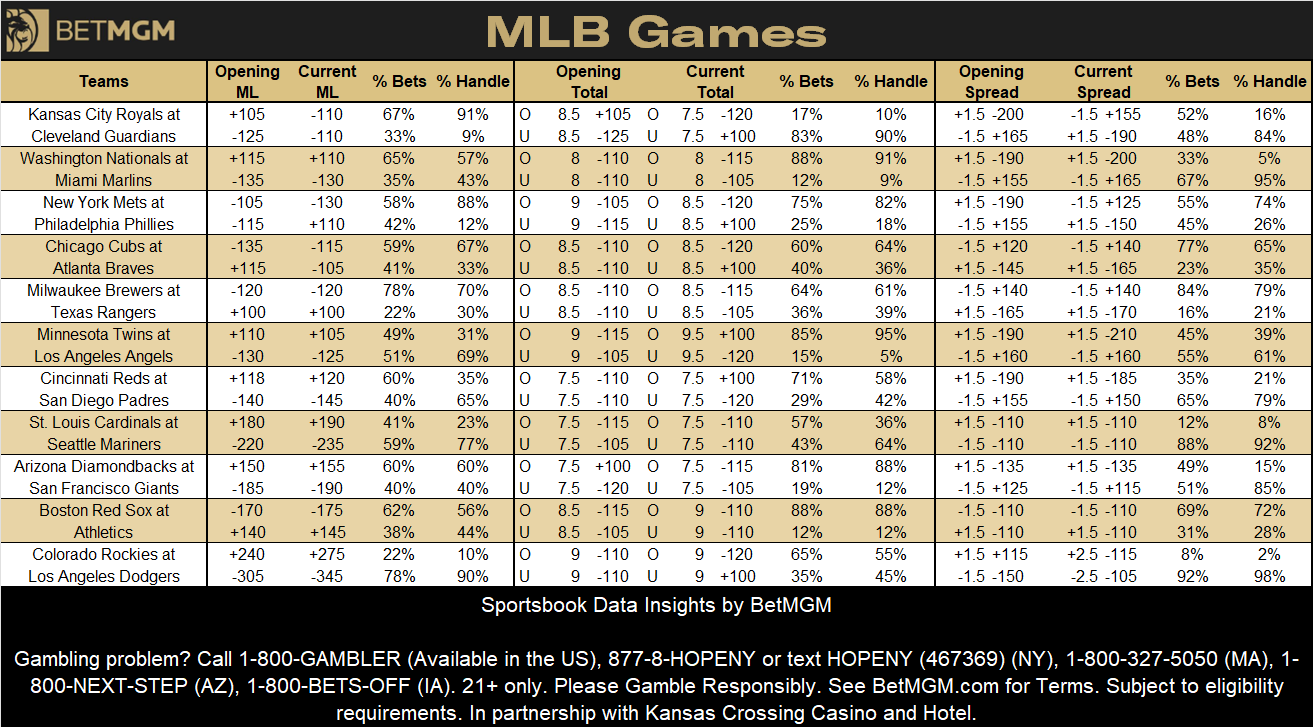 BETMGM MLB Games
Teams Opening ML Current ML % Bets % Handle Opening Total Current Total % Bets % Handle Opening Spread Current Spread % Bets % Handle
Kansas City Royals at +105 -110 67% 91% O 8.5 +105 O 7.5 -120 17% 10% +1.5 -200 -1.5 +155 52% 16%
Cleveland Guardians -125 -110 33% 9% U 8.5 -125 U 7.5 +100 83% 90% -1.5 +165 +1.5 -190 48% 84%
Washington Nationals at +115 +110 65% 57% O 8 -110 O 8 -115 88% 91% +1.5 -190 +1.5 -200 33% 5%
Miami Marlins -135 -130 35% 43% U 8 -110 U 8 -105 12% 9% -1.5 +155 -1.5 +165 67% 95%
New York Mets at -105 -130 58% 88% O 9 -105 O 8.5 -120 75% 82% +1.5 -190 -1.5 +125 55% 74%
Philadelphia Phillies -115 +110 42% 12% U 9 -115 U 8.5 +100 25% 18% -1.5 +155 +1.5 -150 45% 26%
Chicago Cubs at -135 -115 59% 67% O 8.5 -110 O 8.5 -120 60% 64% -1.5 +120 -1.5 +140 77% 65%
Atlanta Braves +115 -105 41% 33% U 8.5 -110 U 8.5 +100 40% 36% +1.5 -145 +1.5 -165 23% 35%
Milwaukee Brewers at -120 -120 78% 70% O 8.5 -110 O 8.5 -115 64% 61% -1.5 +140 -1.5 +140 84% 79%
Texas Rangers +100 +100 22% 30% U 8.5 -110 U 8.5 -105 36% 39% +1.5 -165 +1.5 -170 16% 21%
Minnesota Twins at +110 +105 49% 31% O 9 -115 O 9.5 +100 85% 95% +1.5 -190 +1.5 -210 45% 39%
Los Angeles Angels -130 -125 51% 69% U 9 -105 U 9.5 -120 15% 5% -1.5 +160 -1.5 +160 55% 61%
Cincinnati Reds at +118 +120 60% 35% O 7.5 -110 O 7.5 +100 71% 58% +1.5 -190 +1.5 -185 35% 21%
San Diego Padres -140 -145 40% 65% U 7.5 -110 U 7.5 -120 29% 42% -1.5 +155 -1.5 +150 65% 79%
St. Louis Cardinals at +180 +190 41% 23% O 7.5 -115 O 7.5 -110 57% 36% +1.5 -110 +1.5 -110 12% 8%
Seattle Mariners -220 -235 59% 77% U 7.5 -105 U 7.5 -110 43% 64% -1.5 -110 -1.5 -110 88% 92%
Arizona Diamondbacks at +150 +155 60% 60% O 7.5 +100 O 7.5 -115 81% 88% +1.5 -135 +1.5 -135 49% 15%
San Francisco Giants -185 -190 40% 40% U 7.5 -120 U 7.5 -105 19% 12% -1.5 +125 -1.5 +115 51% 85%
Boston Red Sox at -170 -175 62% 56% O 8.5 -115 O 9 -110 88% 88% -1.5 -110 -1.5 -110 69% 72%
Athletics +140 +145 38% 44% U 8.5 -105 U 9 -110 12% 12% +1.5 -110 +1.5 -110 31% 28%
Colorado Rockies at +240 +275 22% 10% O 9 -110 O 9 -120 65% 55% +1.5 +115 +2.5 -115 8% 2%
Los Angeles Dodgers -305 -345 78% 90% U 9 -110 U 9 +100 35% 45% -1.5 -150 -2.5 -105 92% 98%
Sportsbook Data Insights by BetMGM
Gambling problem? Call 1-800-GAMBLER (Available in the US), 877-8-HOPENY or text HOPENY (467369) (NY), 1-800-327-5050 (MA), 1-
800-NEXT-STEP (AZ), 1-800-BETS-OFF (IA). 21+ only. Please Gamble Responsibly. See BetMGM.com for Terms. Subject to eligibility
requirements. In partnership with Kansas Crossing Casino and Hotel.